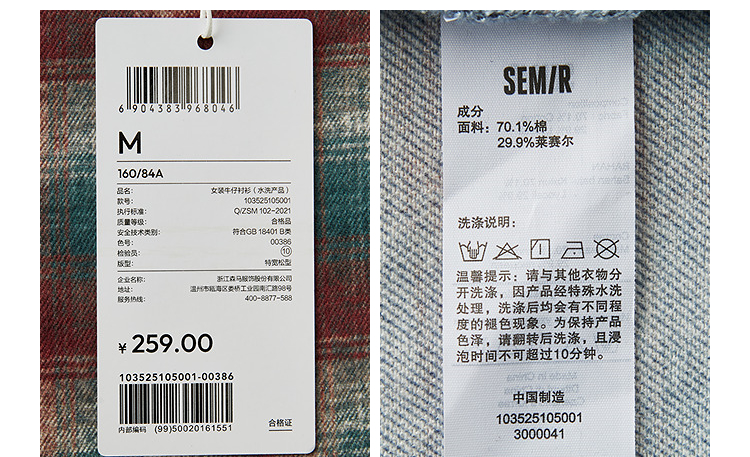 6 904383 968046
M
160/84A
品名: 女装牛仔衬衫（水洗产品）
款号: 103525105001
执行标准: Q/ZSM 102-2021
质量等级: 合格品
安全技术类别: 符合GB 18401 B类
色号: 00386
检验员: 10
版型: 特宽松型
企业名称: 浙江森马服饰股份有限公司
地址: 温州市瓯海区娄桥工业园南汇路98号
服务热线: 400-8877-588
¥ 259.00
103525105001-00386
内部编码 (99)50020161551
合格证
SEMIR
成分
面料: 70.1%棉
29.9%莱赛尔
洗涤说明:
温馨提示: 请与其他衣物分
开洗涤, 因产品经特殊水洗
处理, 洗涤后均会有不同程
度的褪色现象。为保持产品
色泽, 请翻转后洗涤, 且浸
泡时间不可超过10分钟。
中国制造
103525105001
3000041